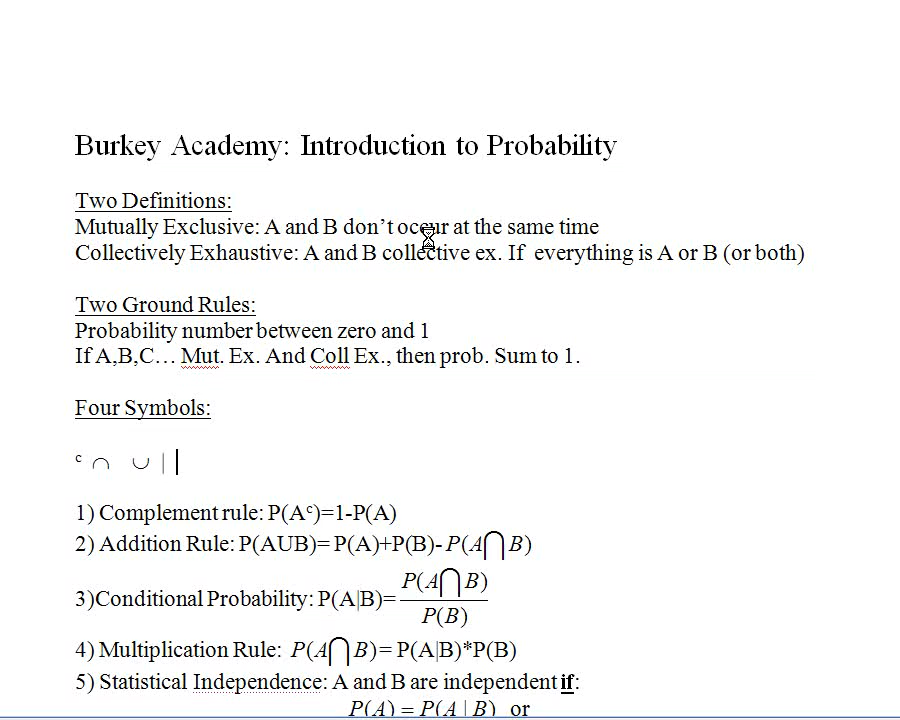 Burkey Academy: Introduction to Probability
Two Definitions:
Mutually Exclusive: A and B don’t occur at the same time
Collectively Exhaustive: A and B collective ex. If  everything is A or B (or both)
Two Ground Rules:
Probability number between zero and 1
If A,B,C… Mut. Ex. And Coll Ex., then prob. Sum to 1.
Four Symbols:
ᶜ ∩ ∪ | |
1) Complement rule: P(Aᶜ)=1-P(A)
2) Addition Rule: P(AUB)= P(A)+P(B)- P(A⋂B)
3)Conditional Probability: P(A|B)= P(A⋂B) / P(B)
4) Multiplication Rule: P(A⋂B)= P(A|B)*P(B)
5) Statistical Independence: A and B are independent if:
P(A) = P(A | B) or